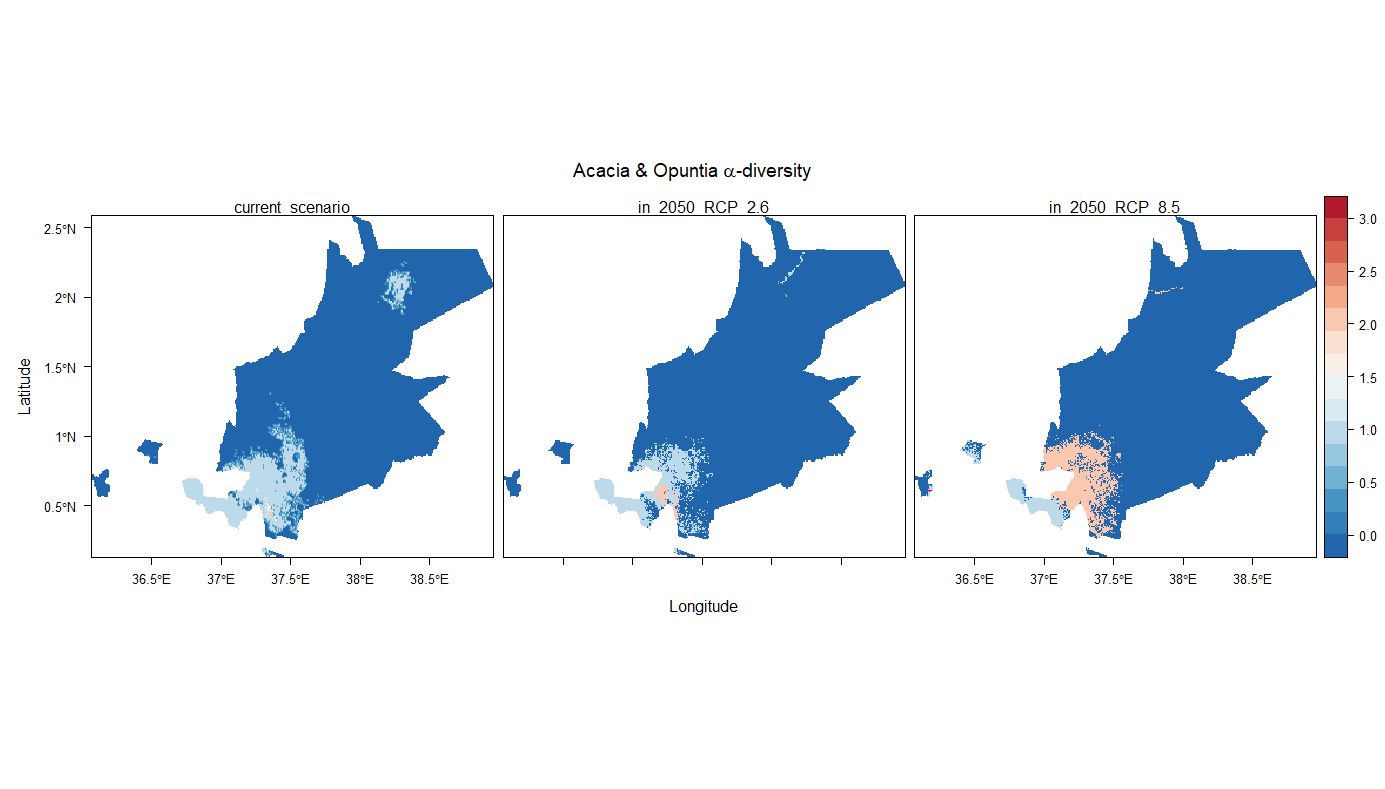 Acacia & Opuntia α-diversity
current_scenario
in_2050_RCP_2.6
in_2050_RCP_8.5
2.5°N
2°N
1.5°N
1°N
0.5°N
Latitude
3.0
2.5
2.0
1.5
1.0
0.5
0.0
36.5°E 37°E 37.5°E 38°E 38.5°E
36.5°E 37°E 37.5°E 38°E 38.5°E
Longitude